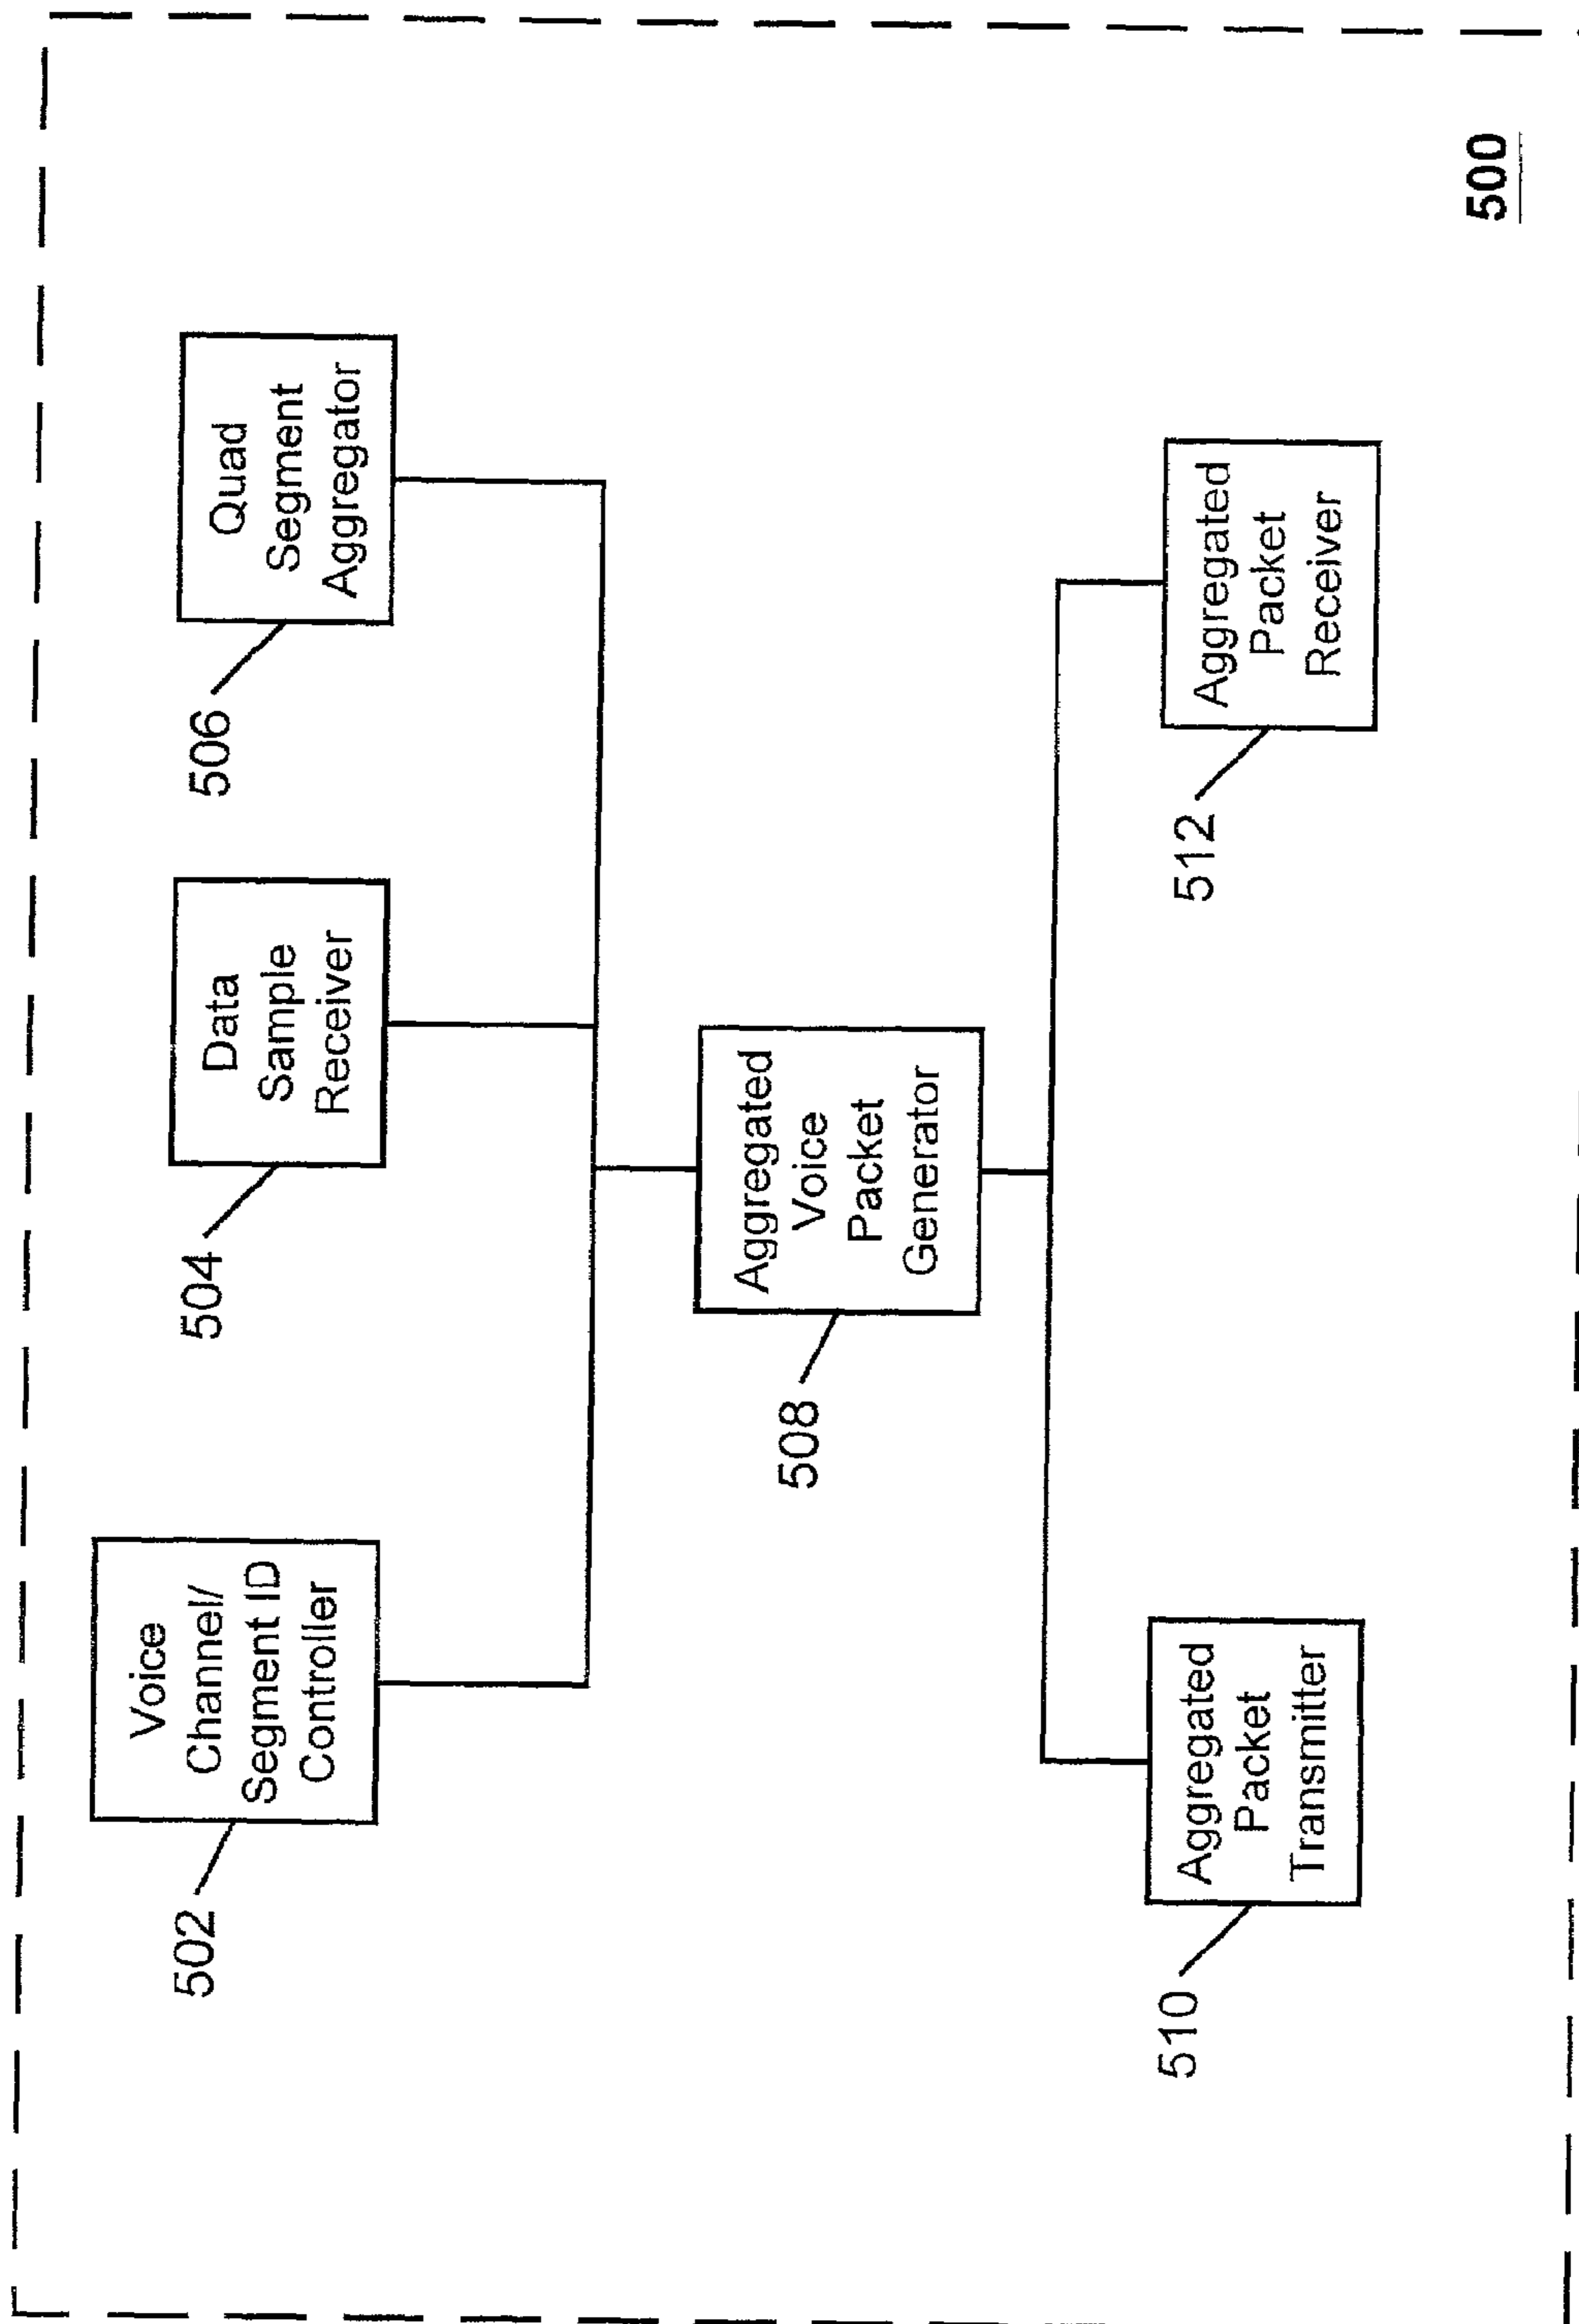 Voice
Channel/
Segment ID
Controller
502
Data
Sample
Receiver
504
Quad
Segment
Aggregator
506
Aggregated
Voice
Packet
Generator
508
Aggregated
Packet
Transmitter
510
Aggregated
Packet
Receiver
512
500